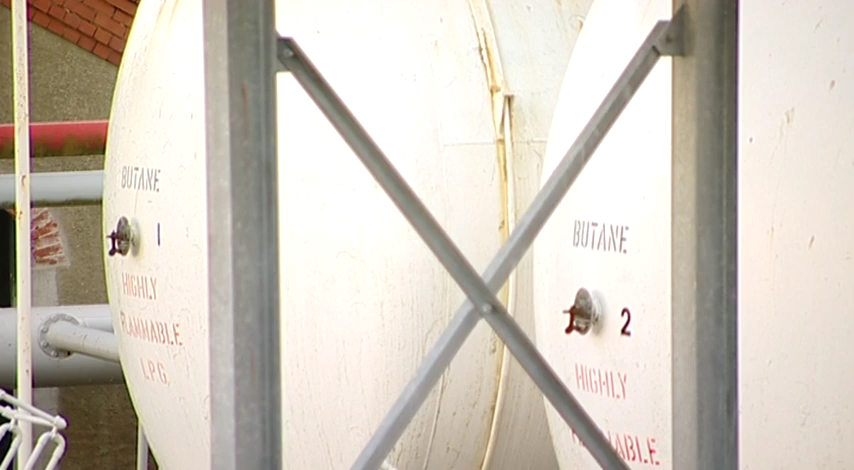 BUTANE
1
HIGHLY
FLAMMABLE
L.P.G.
BUTANE
2
HIGHLY